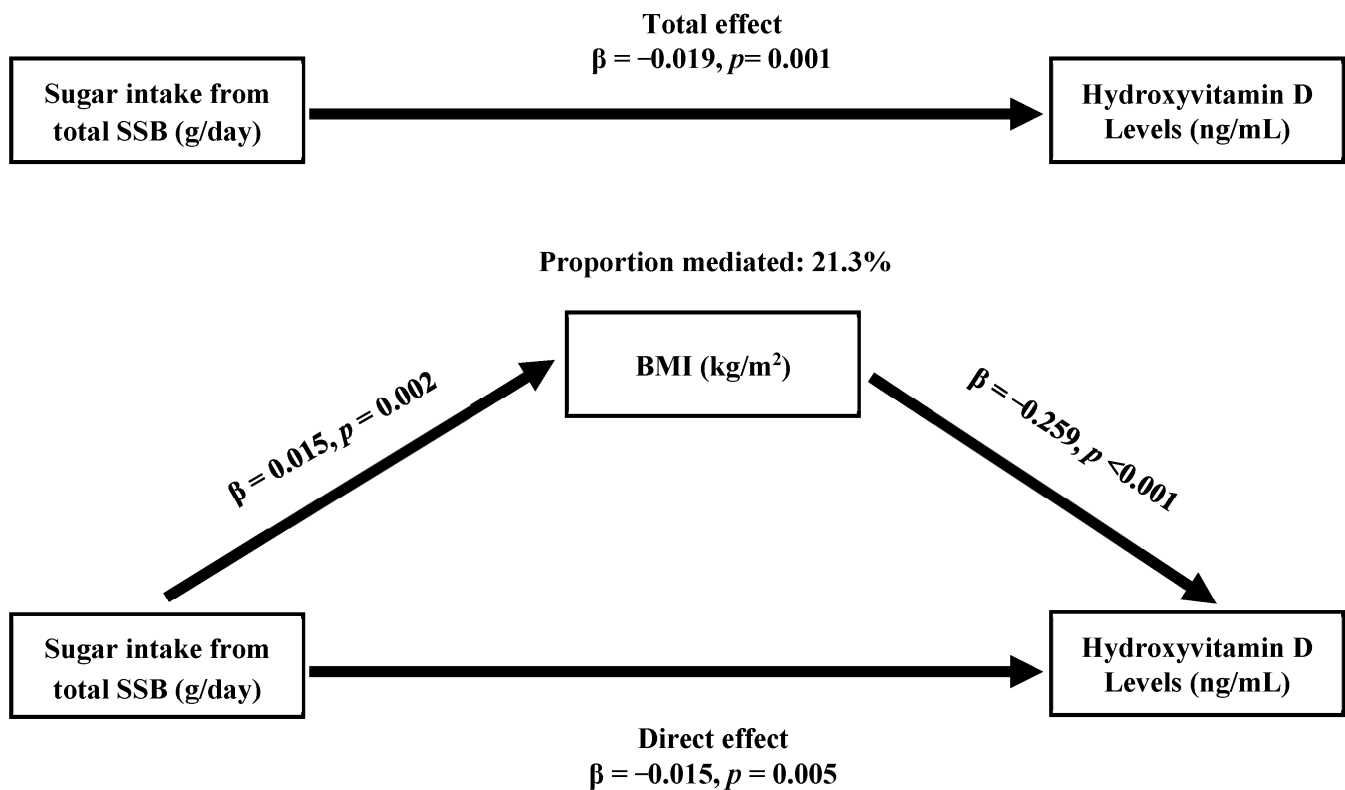 Total effect
β = −0.019, p= 0.001
Sugar intake from
total SSB (g/day)
Hydroxyvitamin D
Levels (ng/mL)
Proportion mediated: 21.3%
BMI (kg/m²)
β = 0.015, p = 0.002
β = −0.259, p <0.001
Sugar intake from
total SSB (g/day)
Hydroxyvitamin D
Levels (ng/mL)
Direct effect
β = −0.015, p = 0.005